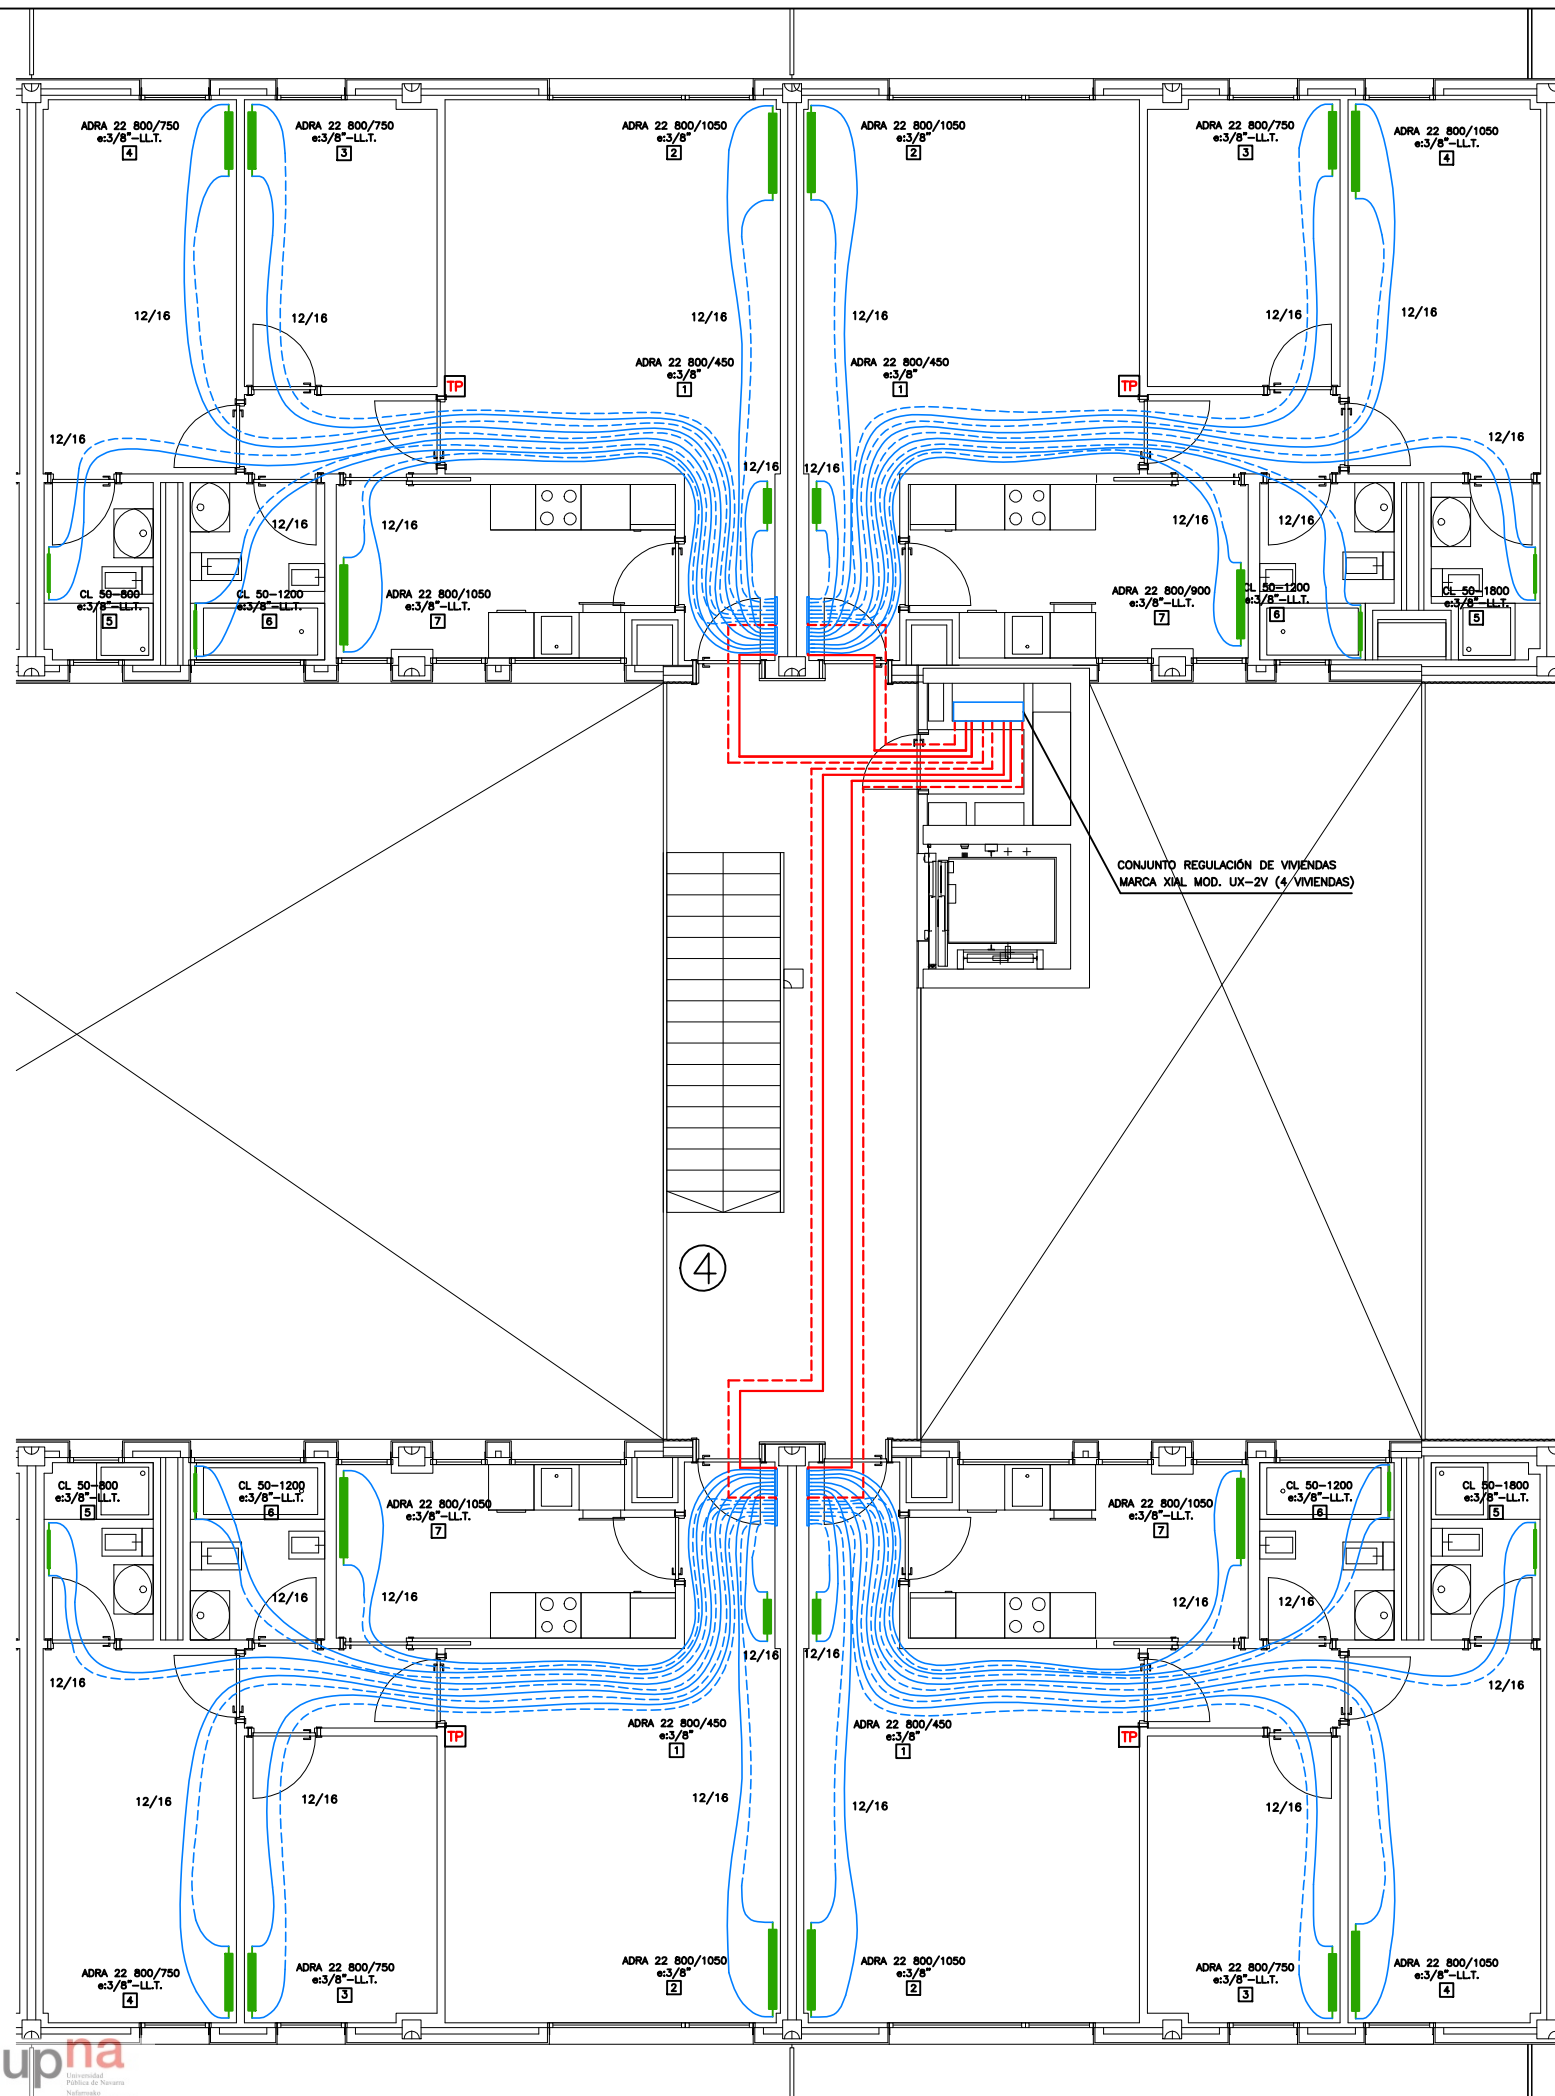 ADRA 22 800/750
e:3/8"-LL.T.
4
ADRA 22 800/750
e:3/8"-LL.T.
3
ADRA 22 800/1050
e:3/8"
2
ADRA 22 800/1050
e:3/8"
2
ADRA 22 800/750
e:3/8"-LL.T.
3
ADRA 22 800/1050
e:3/8"-LL.T.
4
12/16
12/16
12/16
12/16
12/16
12/16
ADRA 22 800/450
e:3/8"
1
ADRA 22 800/450
e:3/8"
1
TP
TP
12/16
12/16
12/16
12/16
12/16
12/16
12/16
12/16
CL 50-800
e:3/8"-LL.T.
5
CL 50-1200
e:3/8"-LL.T.
6
ADRA 22 800/1050
e:3/8"-LL.T.
7
ADRA 22 800/900
e:3/8"-LL.T.
7
CL 50-1200
e:3/8"-LL.T.
6
CL 50-1800
e:3/8"-LL.T.
5
CONJUNTO REGULACIÓN DE VIVIENDAS
MARCA XIAL MOD. UX-2V (4 VIVIENDAS)
4
CL 50-800
e:3/8"-LL.T.
5
CL 50-1200
e:3/8"-LL.T.
6
ADRA 22 800/1050
e:3/8"-LL.T.
7
ADRA 22 800/1050
e:3/8"-LL.T.
7
CL 50-1200
e:3/8"-LL.T.
6
CL 50-1800
e:3/8"-LL.T.
5
12/16
12/16
12/16
12/16
12/16
12/16
12/16
12/16
ADRA 22 800/450
e:3/8"
1
ADRA 22 800/450
e:3/8"
1
TP
TP
12/16
12/16
12/16
12/16
12/16
ADRA 22 800/750
e:3/8"-LL.T.
4
ADRA 22 800/750
e:3/8"-LL.T.
3
ADRA 22 800/1050
e:3/8"
2
ADRA 22 800/1050
e:3/8"
2
ADRA 22 800/750
e:3/8"-LL.T.
3
ADRA 22 800/1050
e:3/8"-LL.T.
4
upna
Universidad
Pública de Navarra
Nafarroako